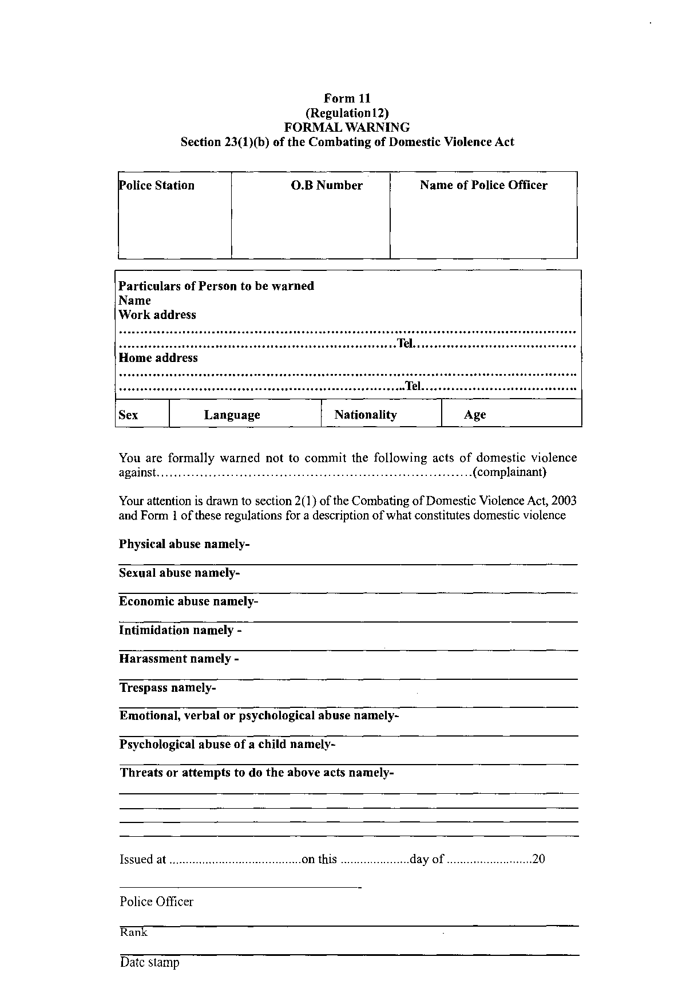 Form 11
(Regulation12)
FORMAL WARNING
Section 23(1)(b) of the Combating of Domestic Violence Act
Police Station O.B Number Name of Police Officer
Particulars of Person to be warned
Name
Work address
........................................................................................................
................................................................Tel......................................
Home address
........................................................................................................
..................................................................Tel....................................
Sex Language Nationality Age
You are formally warned not to commit the following acts of domestic violence
against........................................................................(complainant)
Your attention is drawn to section 2(1) of the Combating of Domestic Violence Act, 2003
and Form 1 of these regulations for a description of what constitutes domestic violence
Physical abuse namely-
Sexual abuse namely-
Economic abuse namely-
Intimidation namely -
Harassment namely -
Trespass namely-
Emotional, verbal or psychological abuse namely-
Psychological abuse of a child namely-
Threats or attempts to do the above acts namely-
Issued at ........................................on this .....................day of ..........................20
Police Officer
Rank
Date stamp